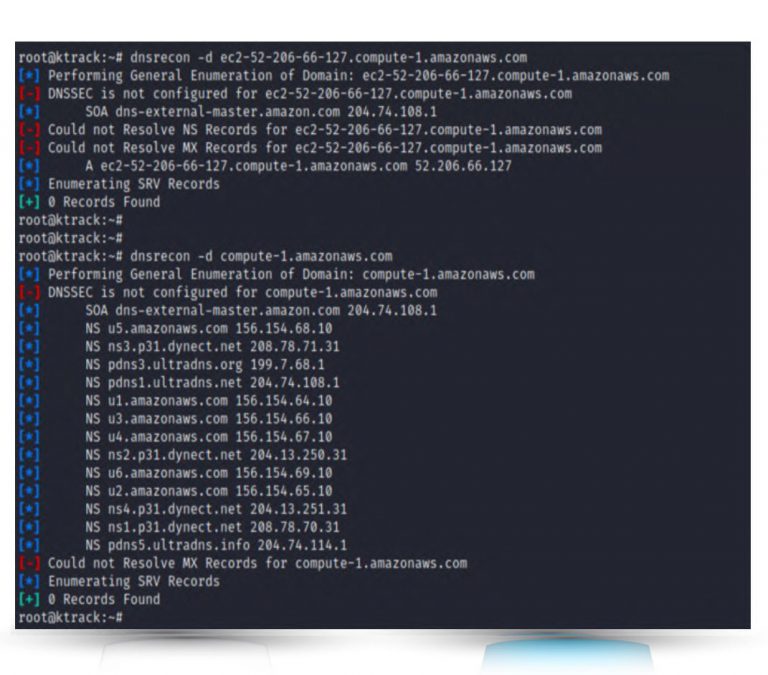 root@ktrack:~# dnsrecon -d ec2-52-206-66-127.compute-1.amazonaws.com
[*] Performing General Enumeration of Domain: ec2-52-206-66-127.compute-1.amazonaws.com
[-] DNSSEC is not configured for ec2-52-206-66-127.compute-1.amazonaws.com
[*] SOA dns-external-master.amazon.com 204.74.108.1
[-] Could not Resolve NS Records for ec2-52-206-66-127.compute-1.amazonaws.com
[-] Could not Resolve MX Records for ec2-52-206-66-127.compute-1.amazonaws.com
[*] A ec2-52-206-66-127.compute-1.amazonaws.com 52.206.66.127
[*] Enumerating SRV Records
[+] 0 Records Found
root@ktrack:~#
root@ktrack:~#
root@ktrack:~# dnsrecon -d compute-1.amazonaws.com
[*] Performing General Enumeration of Domain: compute-1.amazonaws.com
[-] DNSSEC is not configured for compute-1.amazonaws.com
[*] SOA dns-external-master.amazon.com 204.74.108.1
[*] NS u5.amazonaws.com 156.154.68.10
[*] NS ns3.p31.dynect.net 208.78.71.31
[*] NS pdns3.ultradns.org 199.7.68.1
[*] NS pdns1.ultradns.net 204.74.108.1
[*] NS u1.amazonaws.com 156.154.64.10
[*] NS u3.amazonaws.com 156.154.66.10
[*] NS u4.amazonaws.com 156.154.67.10
[*] NS ns2.p31.dynect.net 204.13.250.31
[*] NS u6.amazonaws.com 156.154.69.10
[*] NS u2.amazonaws.com 156.154.65.10
[*] NS ns4.p31.dynect.net 204.13.251.31
[*] NS ns1.p31.dynect.net 208.78.70.31
[*] NS pdns5.ultradns.info 204.74.114.1
[-] Could not Resolve MX Records for compute-1.amazonaws.com
[*] Enumerating SRV Records
[+] 0 Records Found
root@ktrack:~#